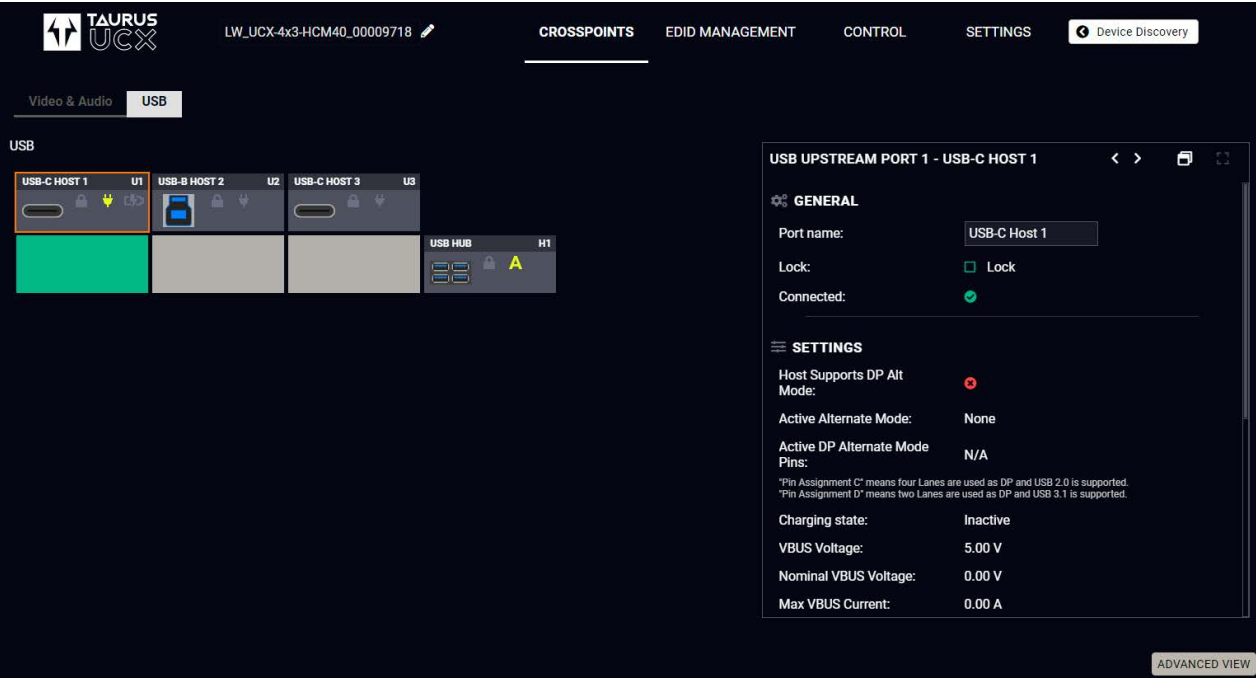 TAURUS
UCX
LW_UCX-4x3-HCM40_00009718
CROSSPOINTS
EDID MANAGEMENT
CONTROL
SETTINGS
Device Discovery
Video & Audio
USB
USB
USB-C HOST 1 U1
USB-B HOST 2 U2
USB-C HOST 3 U3
USB HUB H1
A
USB UPSTREAM PORT 1 - USB-C HOST 1
GENERAL
Port name: USB-C Host 1
Lock: Lock
Connected:
SETTINGS
Host Supports DP Alt
Mode:
Active Alternate Mode: None
Active DP Alternate Mode
Pins: N/A
"Pin Assignment C" means four Lanes are used as DP and USB 2.0 is supported.
"Pin Assignment D" means two Lanes are used as DP and USB 3.1 is supported.
Charging state: Inactive
VBUS Voltage: 5.00 V
Nominal VBUS Voltage: 0.00 V
Max VBUS Current: 0.00 A
ADVANCED VIEW